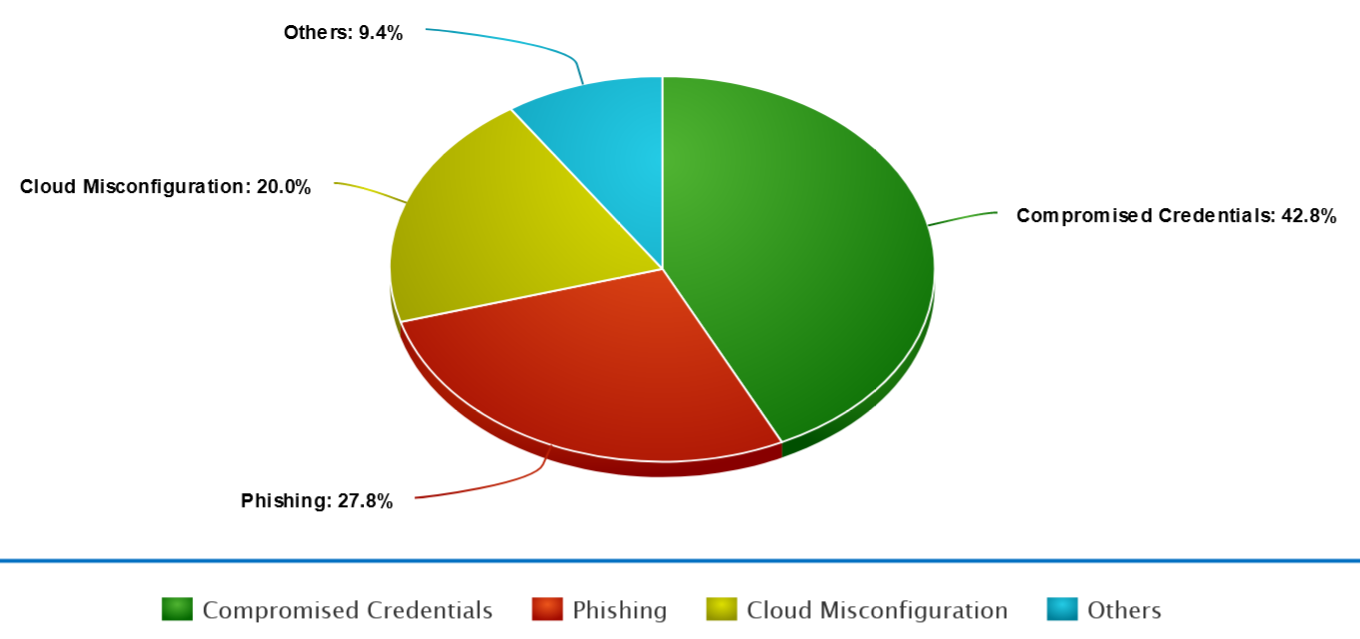 Others: 9.4%
Cloud Misconfiguration: 20.0%
Compromised Credentials: 42.8%
Phishing: 27.8%
Compromised Credentials
Phishing
Cloud Misconfiguration
Others